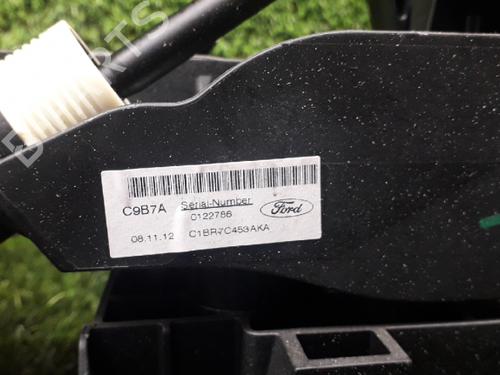 C9B7A Serial-Number
0122786
Ford
08.11.12 C1BR7C453AKA